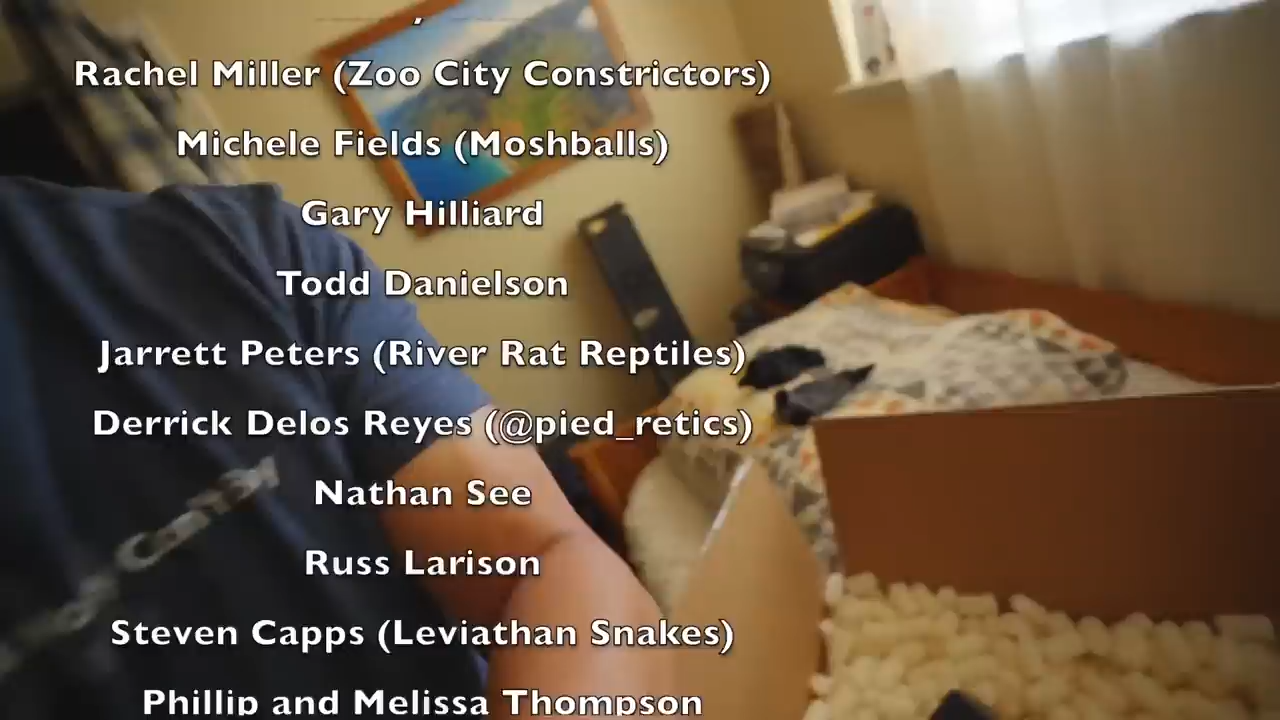 Rachel Miller (Zoo City Constrictors)
Michele Fields (Moshballs)
Gary Hilliard
Todd Danielson
Jarrett Peters (River Rat Reptiles)
Derrick Delos Reyes (@pied_retics)
Nathan See
Russ Larison
Steven Capps (Leviathan Snakes)
Phillip and Melissa Thompson